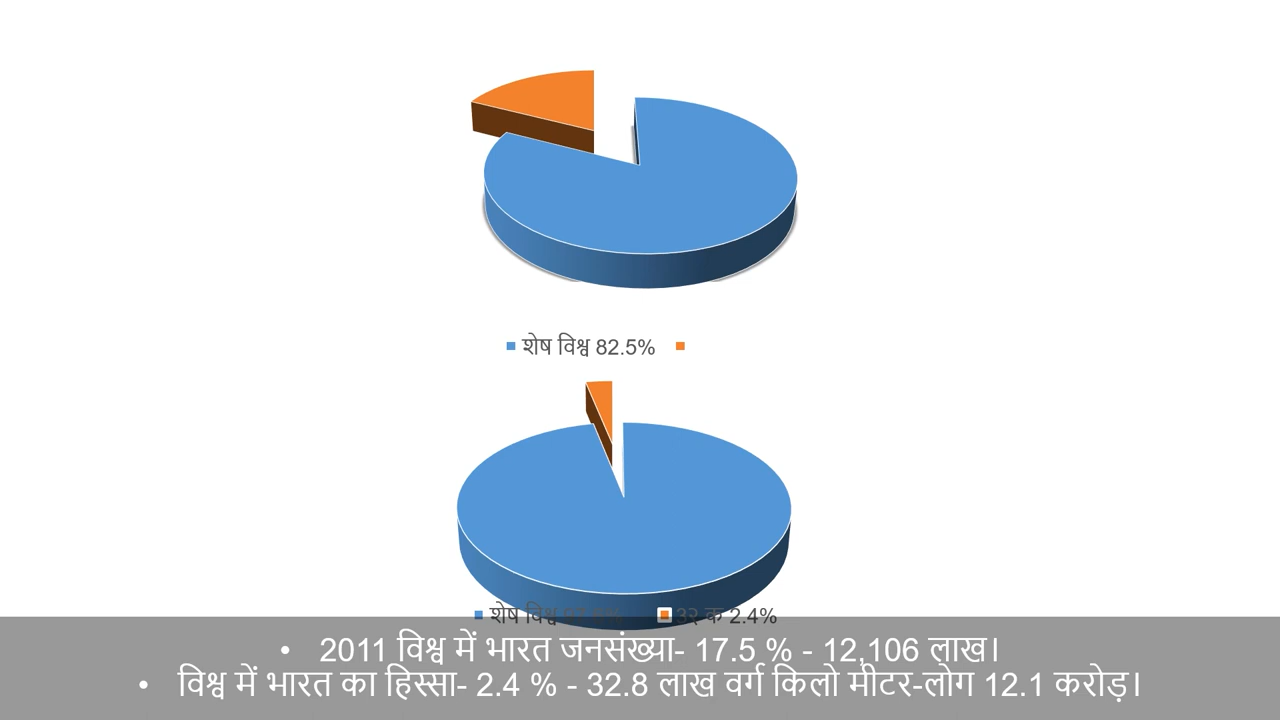 शेष विश्व 82.5%
शेष विश्व 2.4%
• 2011 विश्व में भारत जनसंख्या- 17.5 % - 12,106 लाख।
• विश्व में भारत का हिस्सा- 2.4 % - 32.8 लाख वर्ग किलो मीटर-लोग 12.1 करोड़।